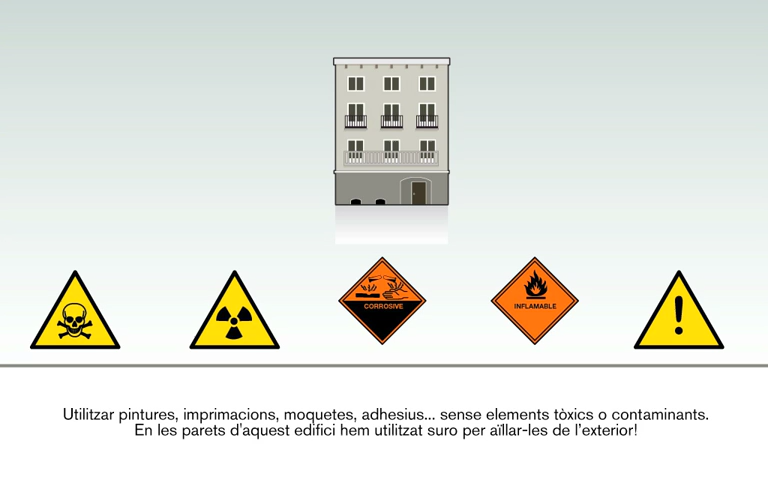 CORROSIVE
INFLAMABLE
Utilitzar pintures, imprimacions, moquetes, adhesius... sense elements tòxics o contaminants.
En les parets d'aquest edifici hem utilitzat suro per aïllar-les de l'exterior!